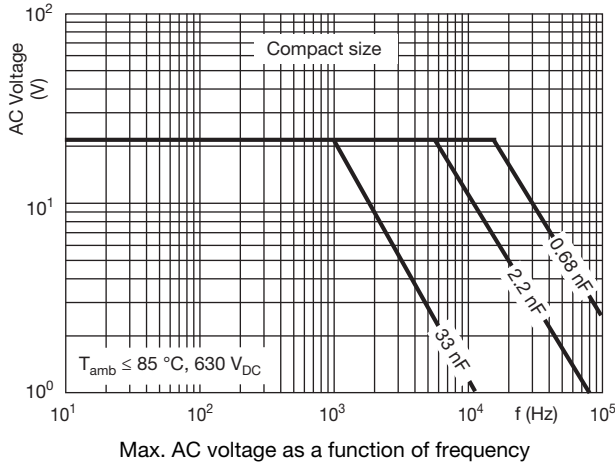 10²
AC Voltage
(V)
Compact size
10¹
0.68 nF
2.2 nF
33 nF
T_amb ≤ 85 °C, 630 V_DC
10⁰
10¹ 10² 10³ 10⁴ f (Hz) 10⁵
Max. AC voltage as a function of frequency